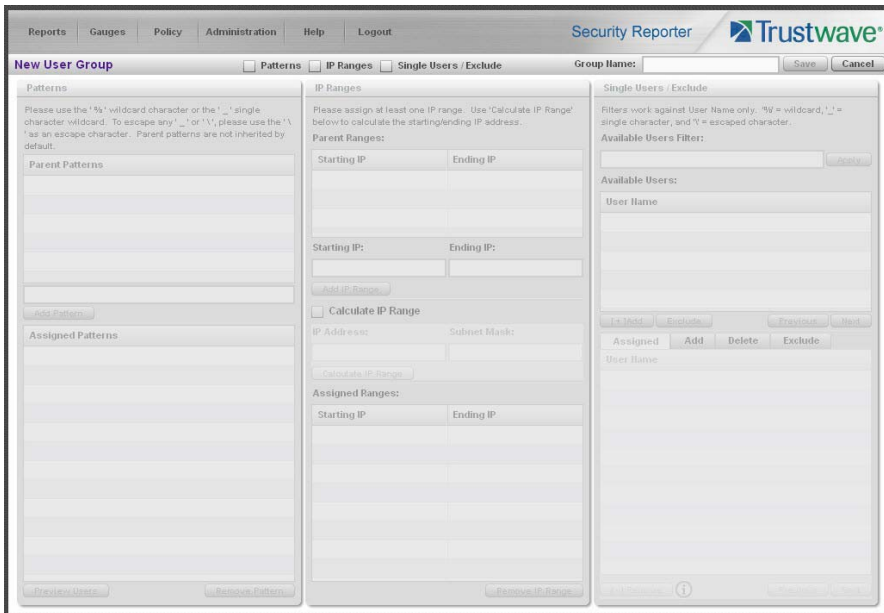 Reports Gauges Policy Administration Help Logout
Security Reporter Trustwave®
New User Group Patterns IP Ranges Single Users / Exclude Group Name: Save Cancel
Patterns
Please use the '%' wildcard character or the '_' single
character wildcard. To escape any '_' or '\', please use the '\
' as an escape character. Parent patterns are not inherited by
default.
Parent Patterns
Add Pattern
Assigned Patterns
Preview Users Remove Pattern
IP Ranges
Please assign at least one IP range. Use 'Calculate IP Range'
below to calculate the starting/ending IP address.
Parent Ranges:
Starting IP Ending IP
Starting IP: Ending IP:
Add IP Range
Calculate IP Range
IP Address: Subnet Mask:
Calculate IP Range
Assigned Ranges:
Starting IP Ending IP
Remove IP Range
Single Users / Exclude
Filters work against User Name only. '%' = wildcard, '_' =
single character, and '\' = escaped character.
Available Users Filter:
Apply
Available Users:
User Name
[+]Add Exclude Previous Next
Assigned Add Delete Exclude
User Name